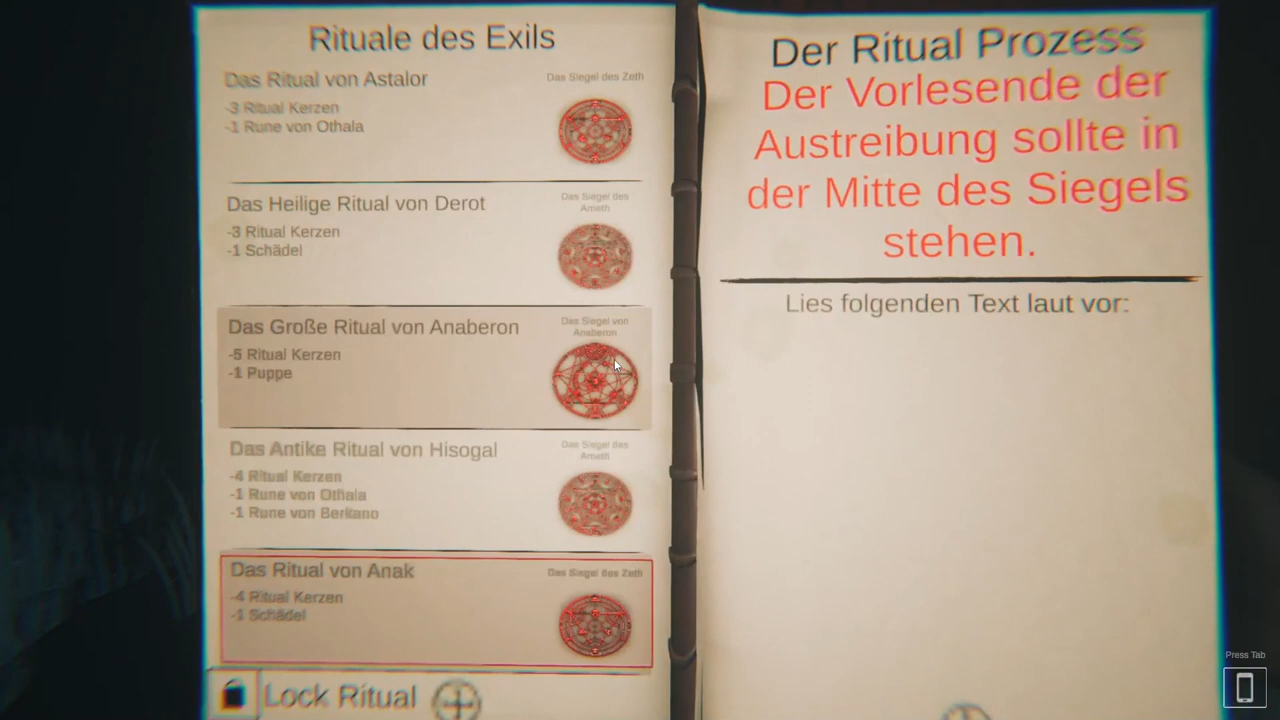 Rituale des Exils
Das Ritual von Astalor
Das Siegel des Zeth
-3 Ritual Kerzen
-1 Rune von Othala
Das Heilige Ritual von Derot
Das Siegel des
Ameth
-3 Ritual Kerzen
-1 Schädel
Das Große Ritual von Anaberon
Das Siegel von
Anaberon
-5 Ritual Kerzen
-1 Puppe
Das Antike Ritual von Hisogal
Das Siegel des
Ameth
-4 Ritual Kerzen
-1 Rune von Othala
-1 Rune von Berkano
Das Ritual von Anak
Das Siegel des Zeth
-4 Ritual Kerzen
-1 Schädel
Lock Ritual
Der Ritual Prozess
Der Vorlesende der
Austreibung sollte in
der Mitte des Siegels
stehen.
Lies folgenden Text laut vor:
Press Tab